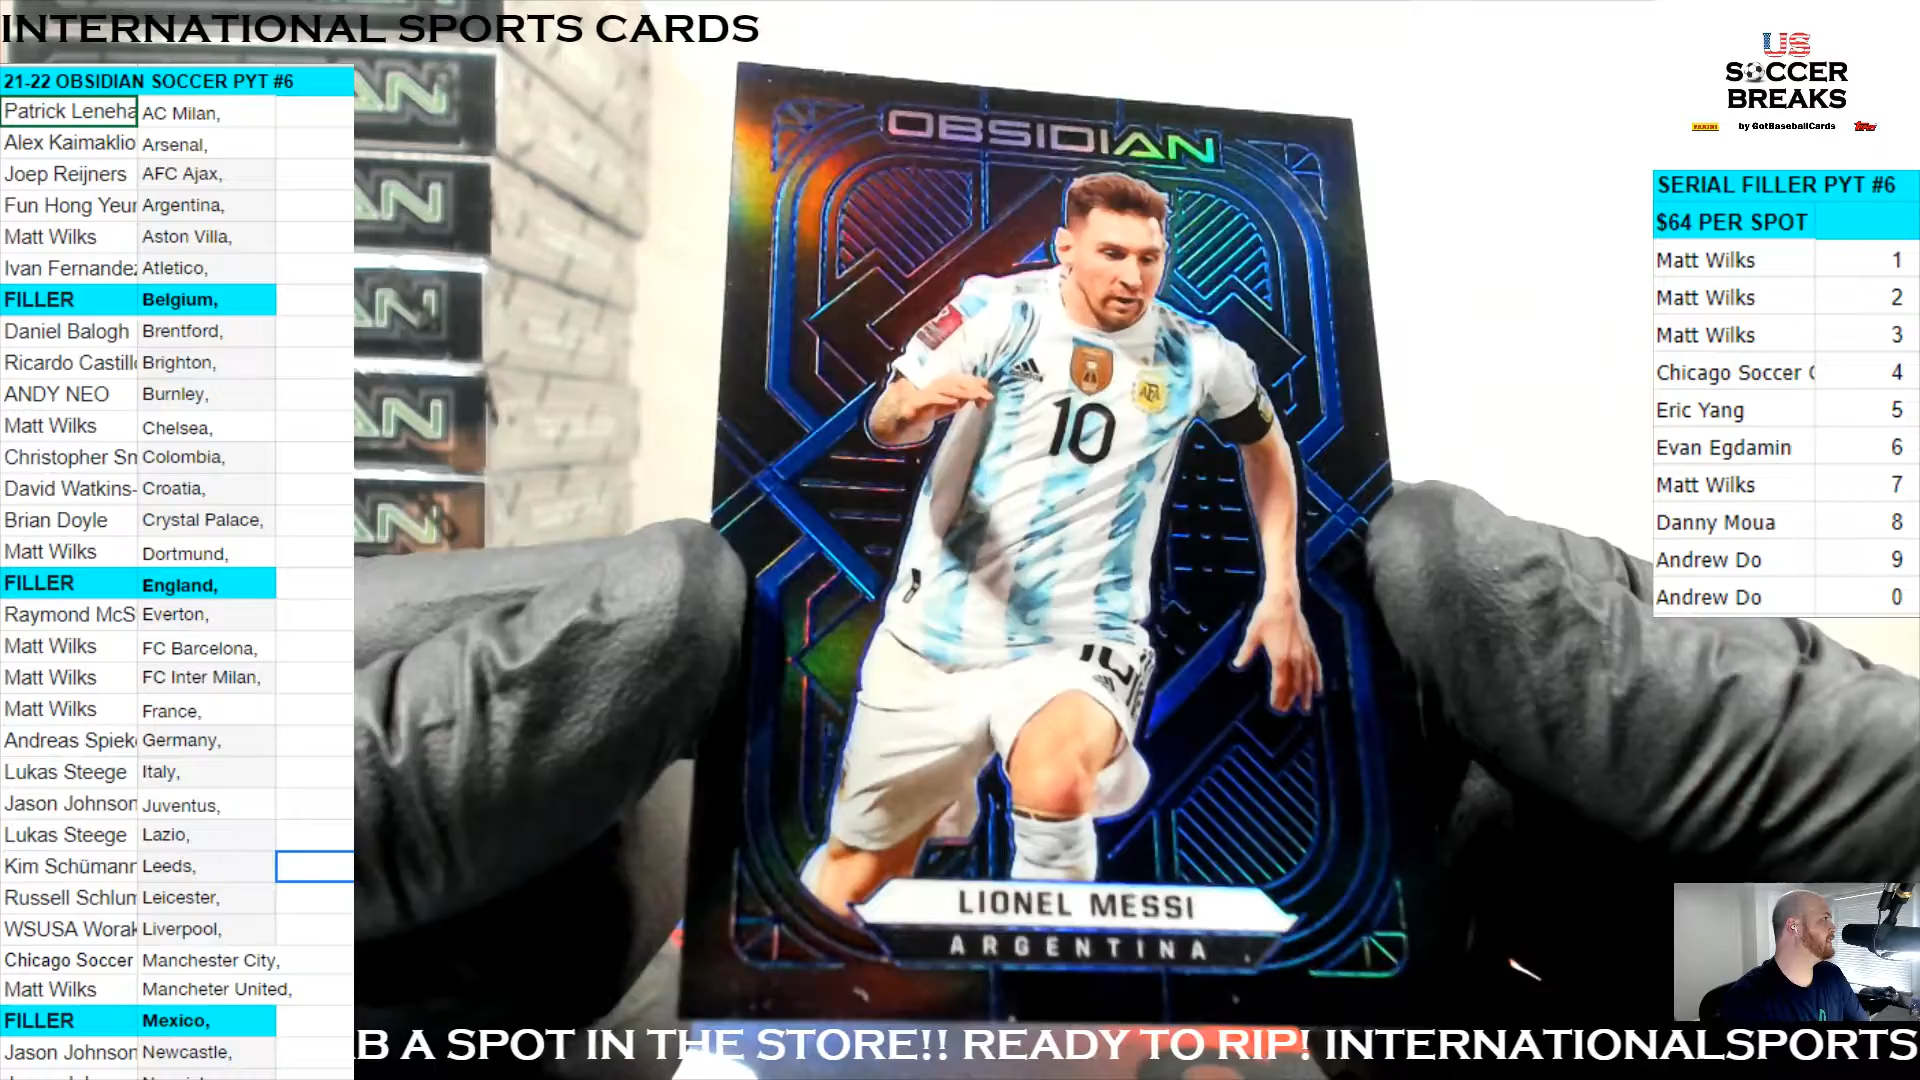 INTERNATIONAL SPORTS CARDS
21-22 OBSIDIAN SOCCER PYT #6
Patrick Leneha AC Milan,
Alex Kaimaklio Arsenal,
Joep Reijners AFC Ajax,
Fun Hong Yeur Argentina,
Matt Wilks Aston Villa,
Ivan Fernandez Atletico,
FILLER Belgium,
Daniel Balogh Brentford,
Ricardo Castillo Brighton,
ANDY NEO Burnley,
Matt Wilks Chelsea,
Christopher Sm Colombia,
David Watkins- Croatia,
Brian Doyle Crystal Palace,
Matt Wilks Dortmund,
FILLER England,
Raymond McS Everton,
Matt Wilks FC Barcelona,
Matt Wilks FC Inter Milan,
Matt Wilks France,
Andreas Spiek Germany,
Lukas Steege Italy,
Jason Johnson Juventus,
Lukas Steege Lazio,
Kim Schümann Leeds,
Russell Schlum Leicester,
WSUSA Worak Liverpool,
Chicago Soccer Manchester City,
Matt Wilks Mancheter United,
FILLER Mexico,
Jason Johnson Newcastle,
OBSIDIAN
10
AFA
10
LIONEL MESSI
ARGENTINA
US
SOCCER
BREAKS
PANINI by GotBaseballCards Topps
SERIAL FILLER PYT #6
$64 PER SPOT
Matt Wilks 1
Matt Wilks 2
Matt Wilks 3
Chicago Soccer 4
Eric Yang 5
Evan Egdamin 6
Matt Wilks 7
Danny Moua 8
Andrew Do 9
Andrew Do 0
B A SPOT IN THE STORE!! READY TO RIP! INTERNATIONALSPORTS